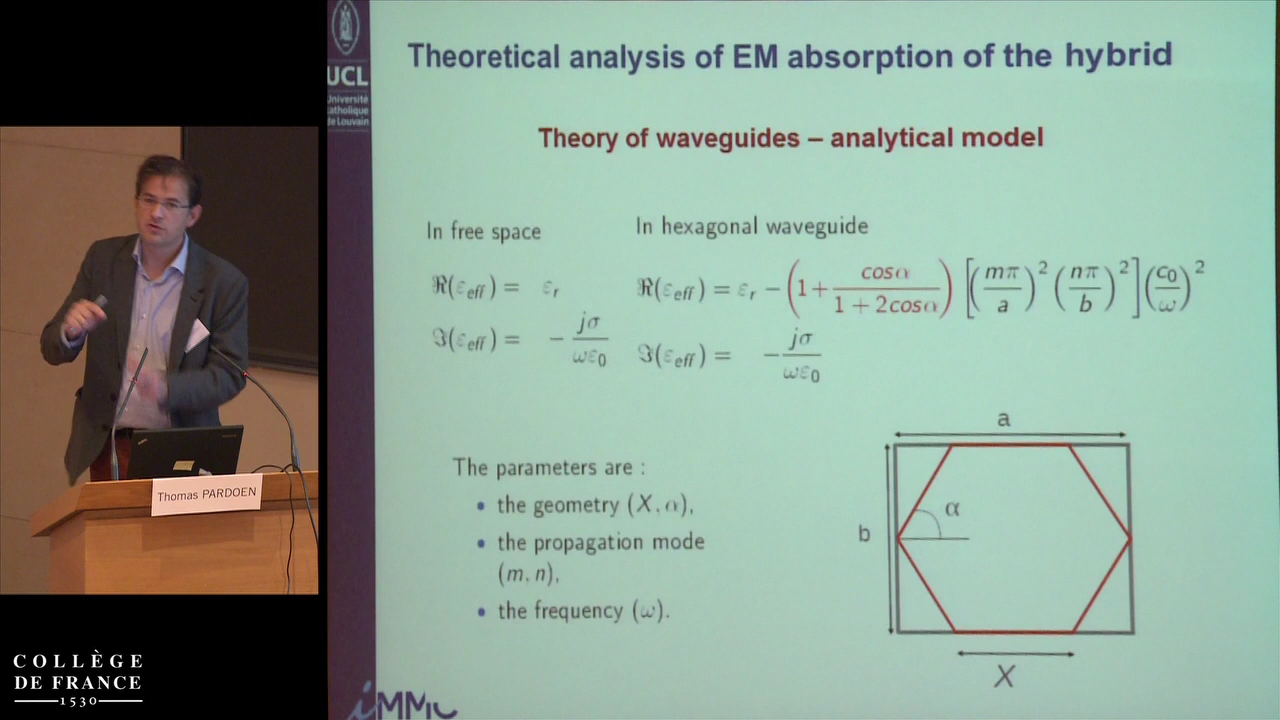 UCL
Université
catholique
de Louvain
Theoretical analysis of EM absorption of the hybrid
Theory of waveguides – analytical model
In free space
In hexagonal waveguide
ℜ(ε_eff) = ε_r
ℜ(ε_eff) = ε_r − (1 + cosα / (1 + 2cosα)) [(mπ/a)² (nπ/b)²] (c₀/ω)²
ℑ(ε_eff) = − jσ/ωε₀
ℑ(ε_eff) = − jσ/ωε₀
The parameters are :
• the geometry (X, α),
• the propagation mode
(m, n),
• the frequency (ω).
a
b
α
X
iMMC
Thomas PARDOEN
COLLÈGE
DE FRANCE
1530